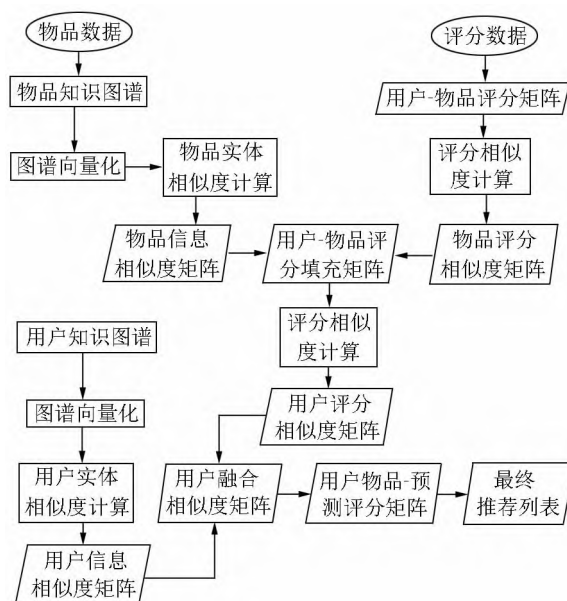 物品数据
评分数据
物品知识图谱
用户-物品评分矩阵
图谱向量化
物品实体
相似度计算
评分相似
度计算
物品信息
相似度矩阵
用户-物品评
分填充矩阵
物品评分
相似度矩阵
评分相似
度计算
用户知识图谱
用户评分
相似度矩阵
图谱向量化
用户实体
相似度计算
用户融合
相似度矩阵
用户物品-预
测评分矩阵
最终
推荐列表
用户信息
相似度矩阵